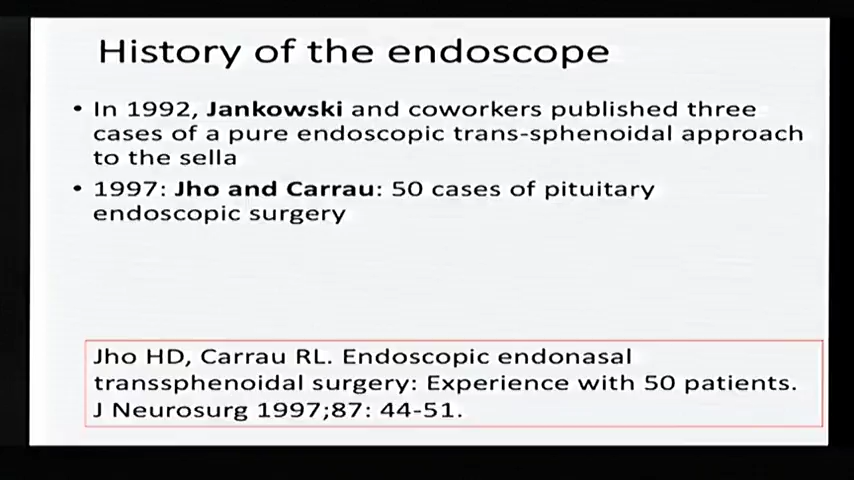 History of the endoscope
• In 1992, Jankowski and coworkers published three
cases of a pure endoscopic trans-sphenoidal approach
to the sella
• 1997: Jho and Carrau: 50 cases of pituitary
endoscopic surgery
Jho HD, Carrau RL. Endoscopic endonasal
transsphenoidal surgery: Experience with 50 patients.
J Neurosurg 1997;87: 44-51.